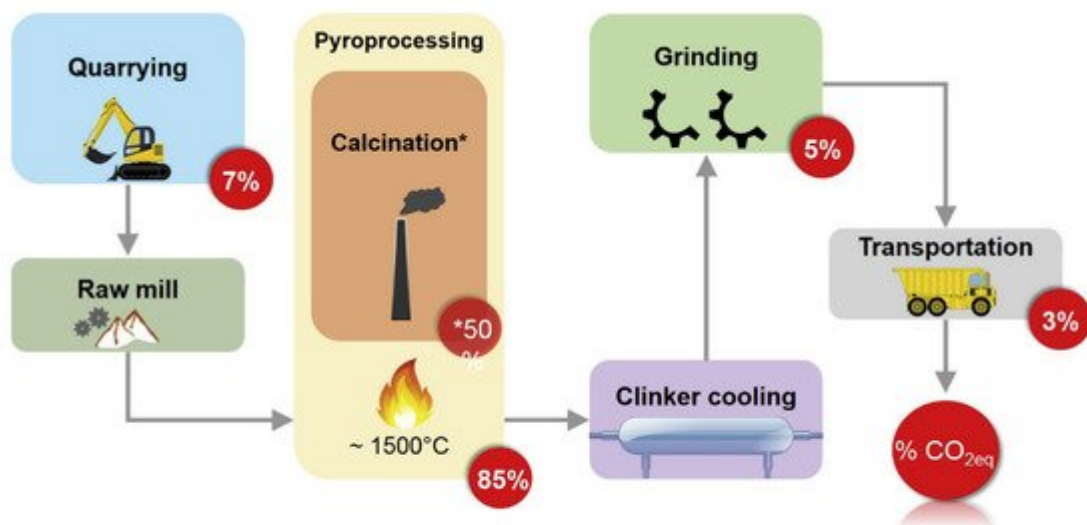 Quarrying
7%
Raw mill
Pyroprocessing
Calcination*
*50
%
~ 1500°C
85%
Clinker cooling
Grinding
5%
Transportation
3%
% CO2eq